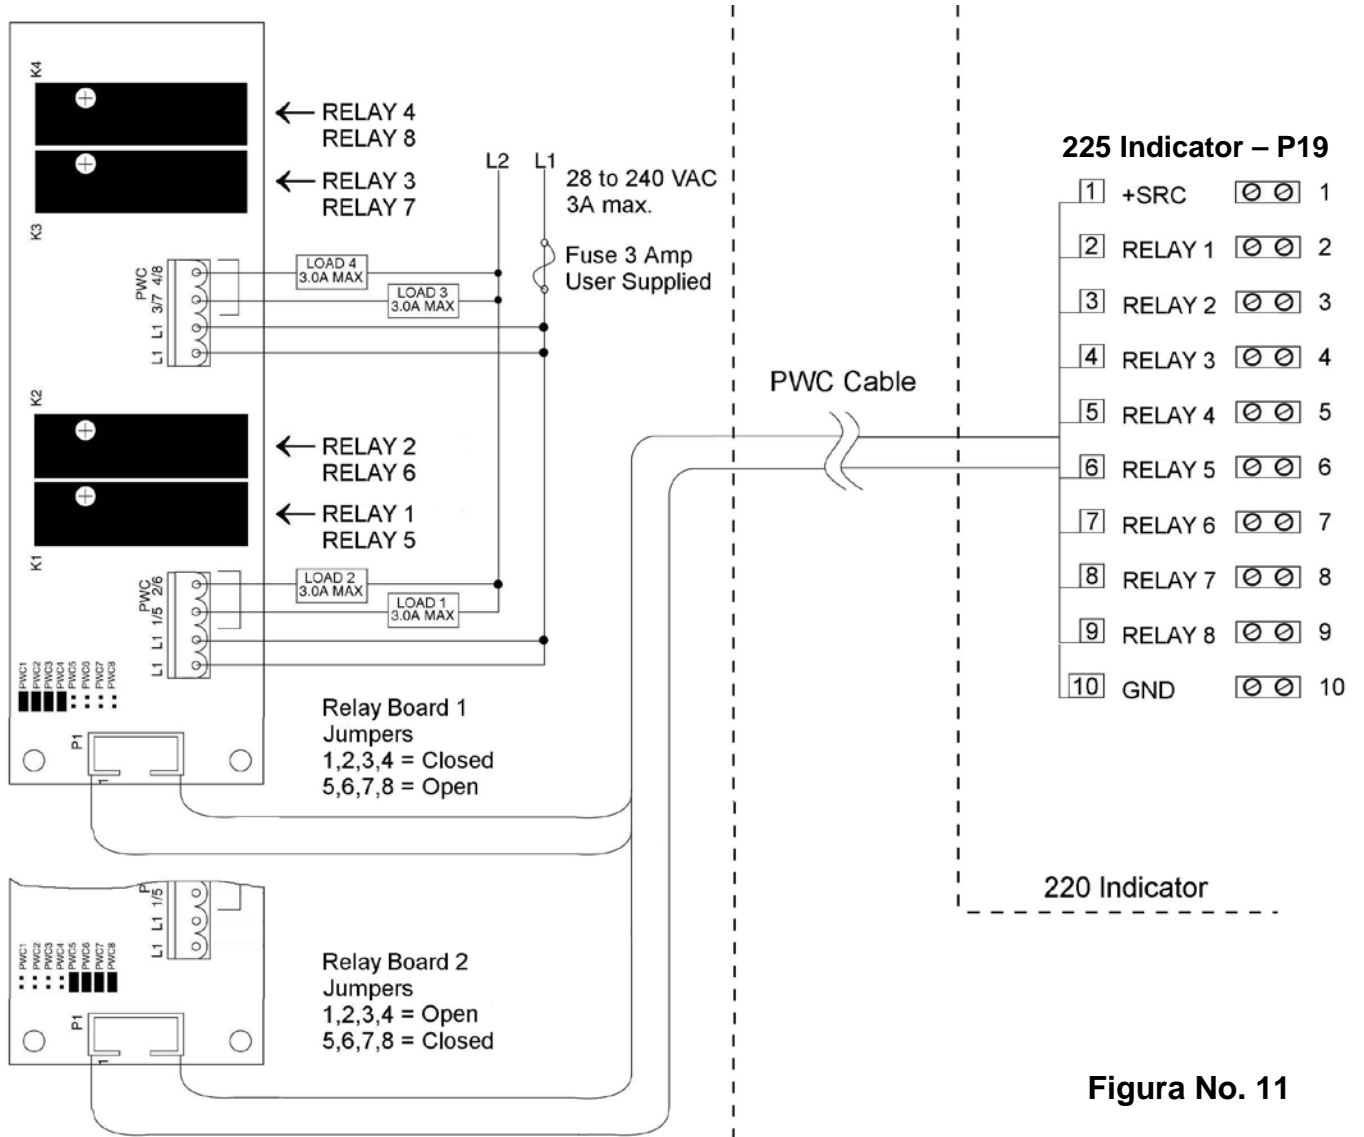 K4
RELAY 4
RELAY 8
RELAY 3
RELAY 7
K3
L2 L1
28 to 240 VAC
3A max.
Fuse 3 Amp
User Supplied
PWC
4/8
3/7
L1
L1
LOAD 4
3.0A MAX
LOAD 3
3.0A MAX
K2
RELAY 2
RELAY 6
RELAY 1
RELAY 5
K1
PWC
2/6
1/5
L1
L1
LOAD 2
3.0A MAX
LOAD 1
3.0A MAX
PWC1
PWC2
PWC3
PWC4
PWC5
PWC6
PWC7
PWC8
P1
1
Relay Board 1
Jumpers
1,2,3,4 = Closed
5,6,7,8 = Open
P
1/5
L1
L1
PWC1
PWC2
PWC3
PWC4
PWC5
PWC6
PWC7
PWC8
P1
1
Relay Board 2
Jumpers
1,2,3,4 = Open
5,6,7,8 = Closed
PWC Cable
225 Indicator – P19
1 +SRC 1
2 RELAY 1 2
3 RELAY 2 3
4 RELAY 3 4
5 RELAY 4 5
6 RELAY 5 6
7 RELAY 6 7
8 RELAY 7 8
9 RELAY 8 9
10 GND 10
220 Indicator
Figura No. 11